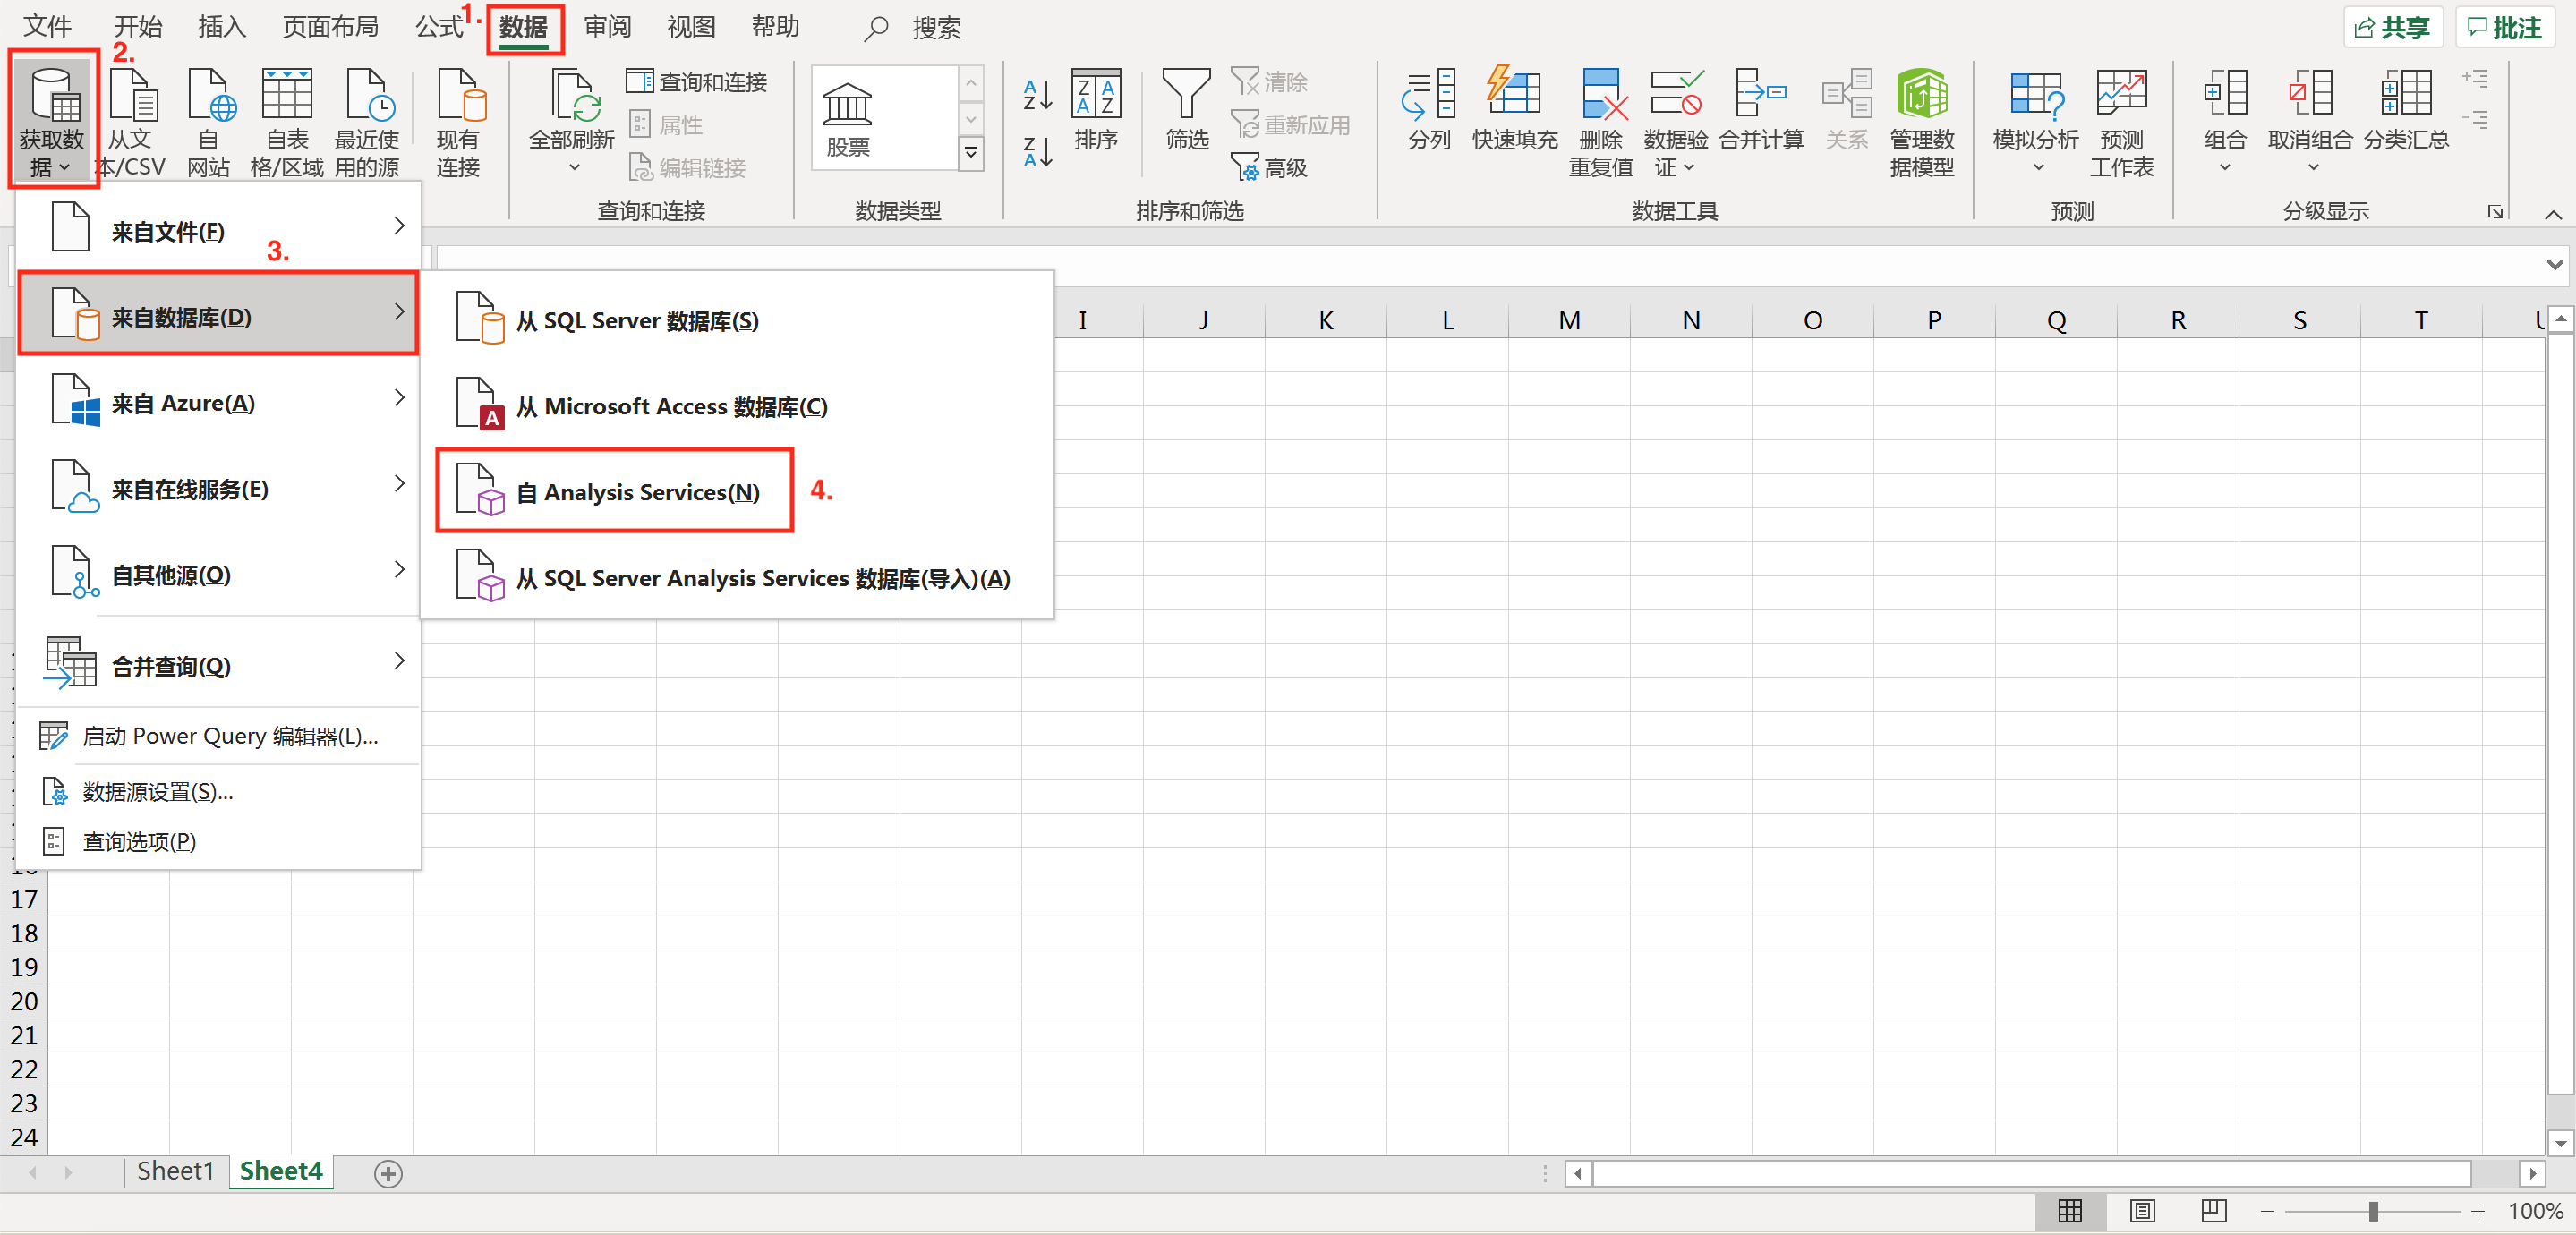 文件 开始 插入 页面布局 公式 1. 数据 审阅 视图 帮助 搜索 共享 批注
2.
获取数据
从文本/CSV
自网站
自表格/区域
最近使用的源
现有连接
全部刷新
查询和连接
属性
编辑链接
查询和连接
股票
数据类型
A Z
Z A
Z A A Z
排序
筛选
清除
重新应用
高级
排序和筛选
分列
快速填充
删除重复值
数据验证
合并计算
关系
管理数据模型
数据工具
模拟分析
预测工作表
预测
组合
取消组合
分类汇总
分级显示
来自文件(F)
3.
来自数据库(D)
来自 Azure(A)
来自在线服务(E)
自其他源(O)
合并查询(Q)
启动 Power Query 编辑器(L)...
数据源设置(S)...
查询选项(P)
从 SQL Server 数据库(S)
A
从 Microsoft Access 数据库(C)
自 Analysis Services(N) 4.
从 SQL Server Analysis Services 数据库(导入)(A)
I J K L M N O P Q R S T
17
18
19
20
21
22
23
24
Sheet1 Sheet4
100%